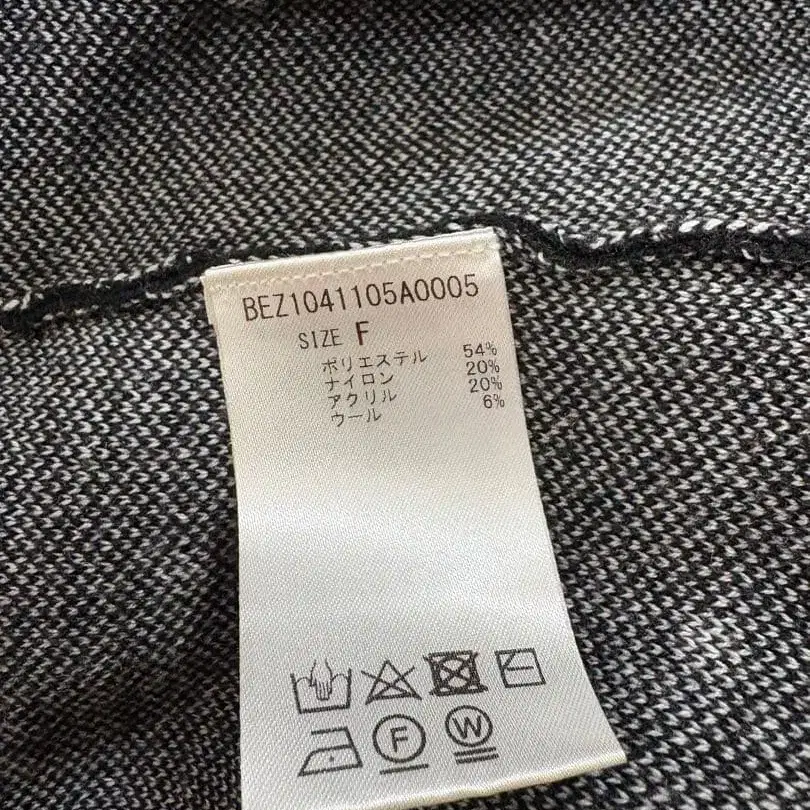 BEZ1041105A0005
SIZE F
ポリエステル 54%
ナイロン 20%
アクリル 20%
ウール 6%
F W